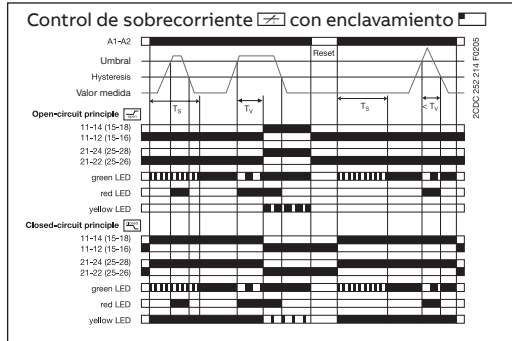 Control de sobrecorriente con enclavamiento
A1-A2
Reset
Umbral
Hysteresis
Valor medida
Ts
Tv
Ts
< Tv
2CDC 252 214 F0205
Open-circuit principle open
11-14 (15-18)
11-12 (15-16)
21-24 (25-28)
21-22 (25-26)
green LED
red LED
yellow LED
Closed-circuit principle closed
11-14 (15-18)
11-12 (15-16)
21-24 (25-28)
21-22 (25-26)
green LED
red LED
yellow LED